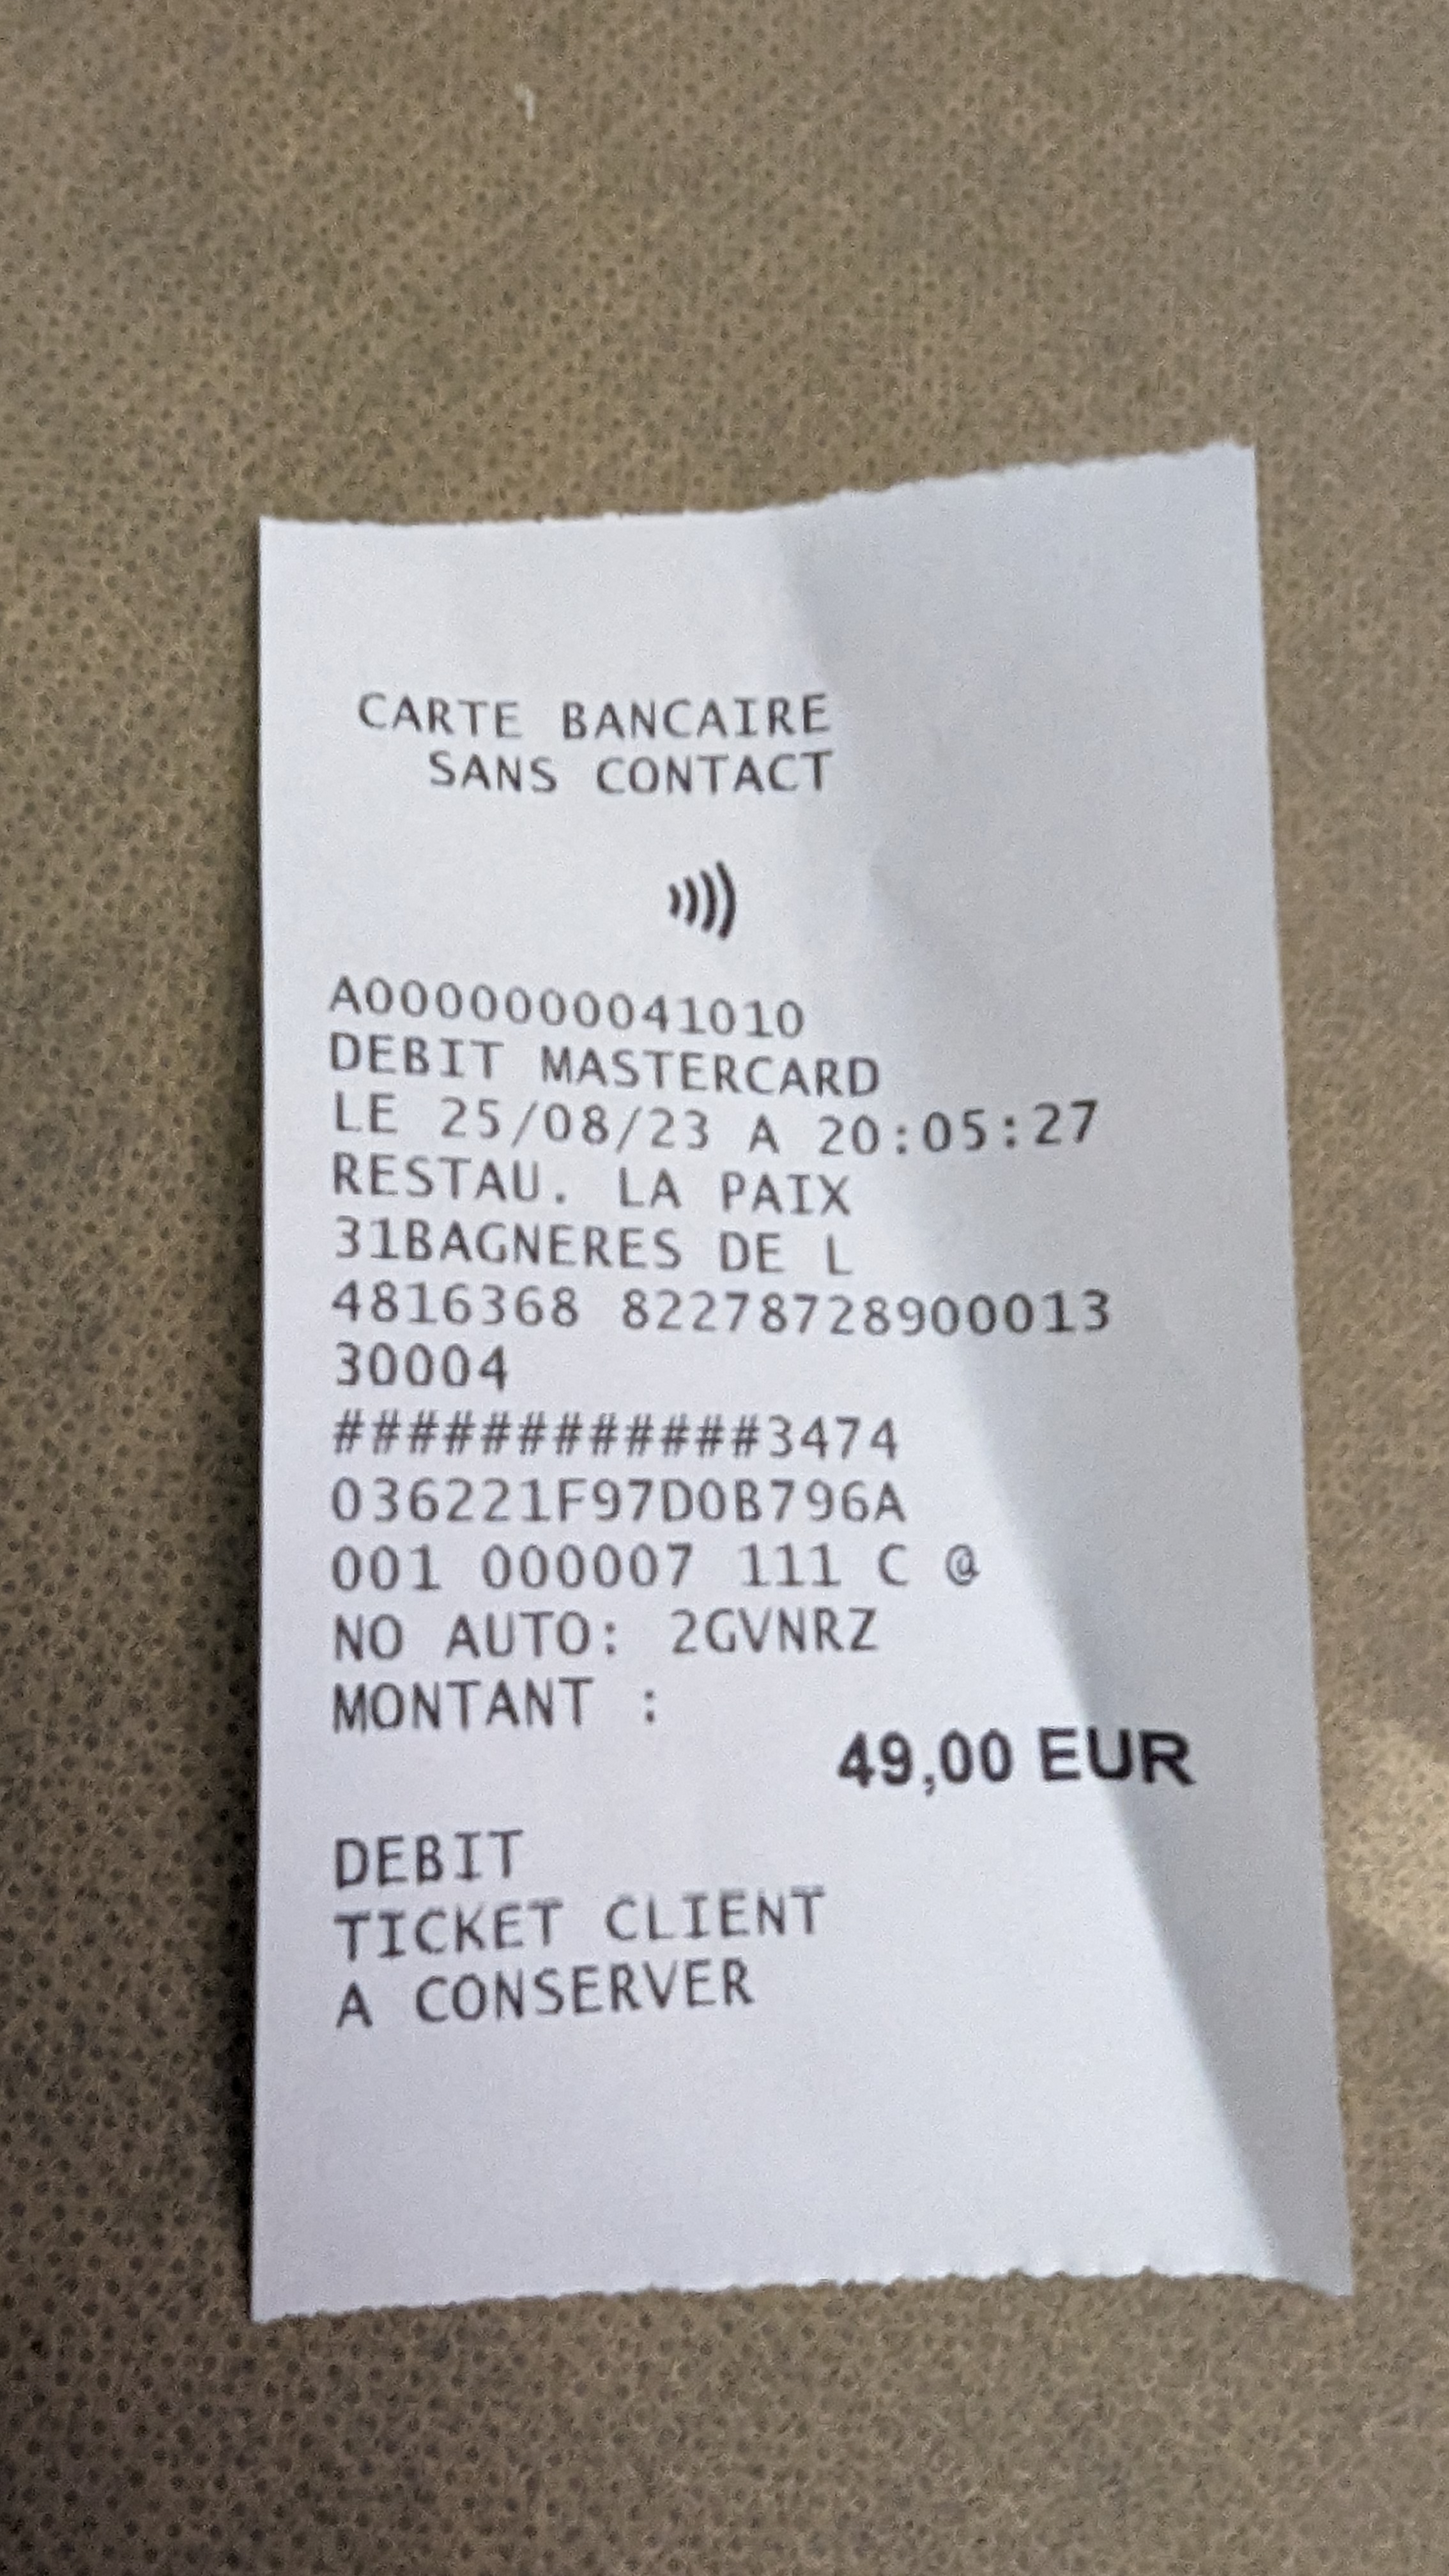 CARTE BANCAIRE
SANS CONTACT
A0000000041010
DEBIT MASTERCARD
LE 25/08/23 A 20:05:27
RESTAU. LA PAIX
31BAGNERES DE L
4816368 82278728900013
30004
############3474
036221F97D0B796A
001 000007 111 C @
NO AUTO: 2GVNRZ
MONTANT :
49,00 EUR
DEBIT
TICKET CLIENT
A CONSERVER